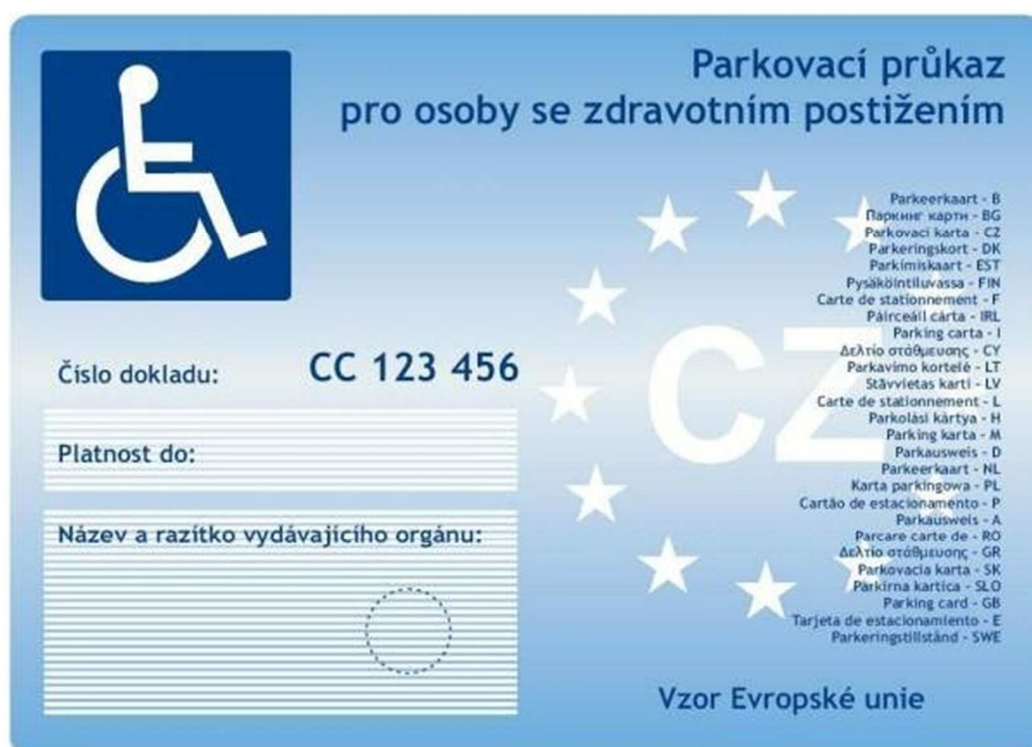 Parkovací průkaz
pro osoby se zdravotním postižením
Parkeerkaart - B
Паркинг карти - BG
Parkovací karta - CZ
Parkeringskort - DK
Parkimiskaart - EST
Pysäköintiluvassa - FIN
Carte de stationnement - F
Páirceáil cárta - IRL
Parking carta - I
Δελτίο στάθμευσης - CY
Parkavimo kortelė - LT
Stāvvietas karti - LV
Carte de stationnement - L
Parkolási kártya - H
Parking karta - M
Parkausweis - D
Parkeerkaart - NL
Karta parkingowa - PL
Cartão de estacionamento - P
Parkausweis - A
Parcare carte de - RO
Δελτίο στάθμευσης - GR
Parkovacia karta - SK
Parkirna kartica - SLO
Parking card - GB
Tarjeta de estacionamiento - E
Parkeringstillstånd - SWE
CZ
Číslo dokladu: CC 123 456
Platnost do:
Název a razítko vydávajícího orgánu:
Vzor Evropské unie